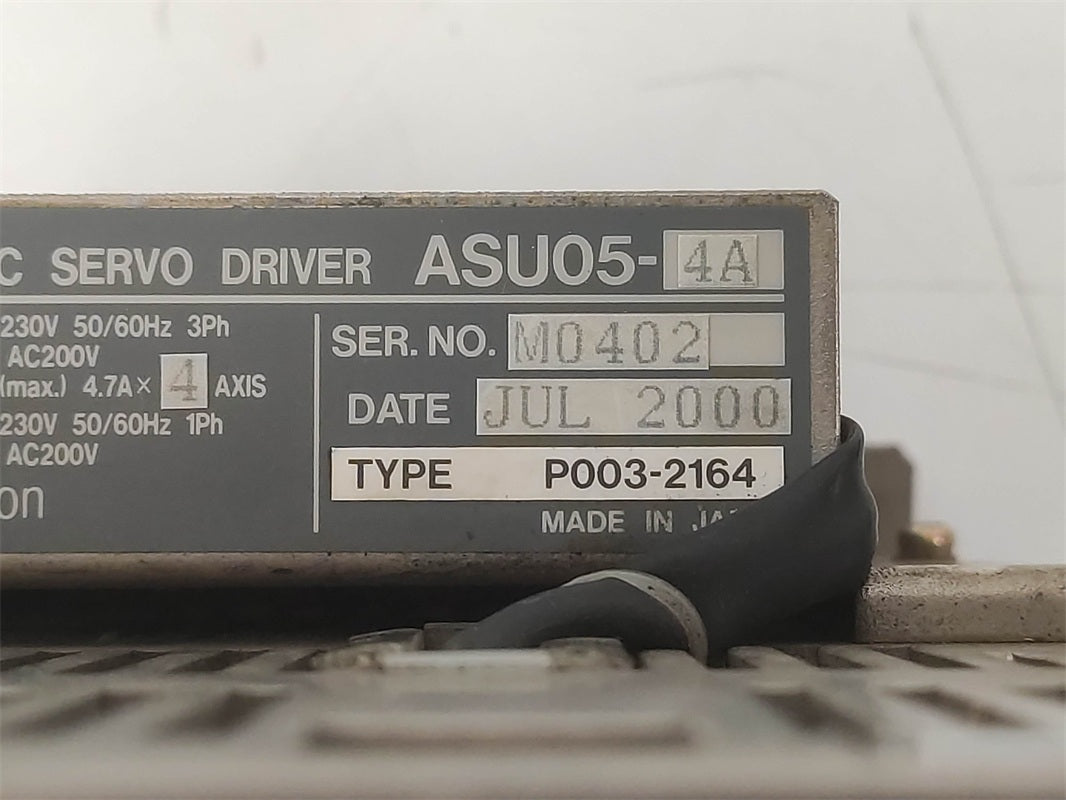 C SERVO DRIVER ASU05-4A
230V 50/60Hz 3Ph
AC200V
(max.) 4.7A× 4 AXIS
230V 50/60Hz 1Ph
AC200V
on
SER. NO. M0402
DATE JUL 2000
TYPE P003-2164
MADE IN